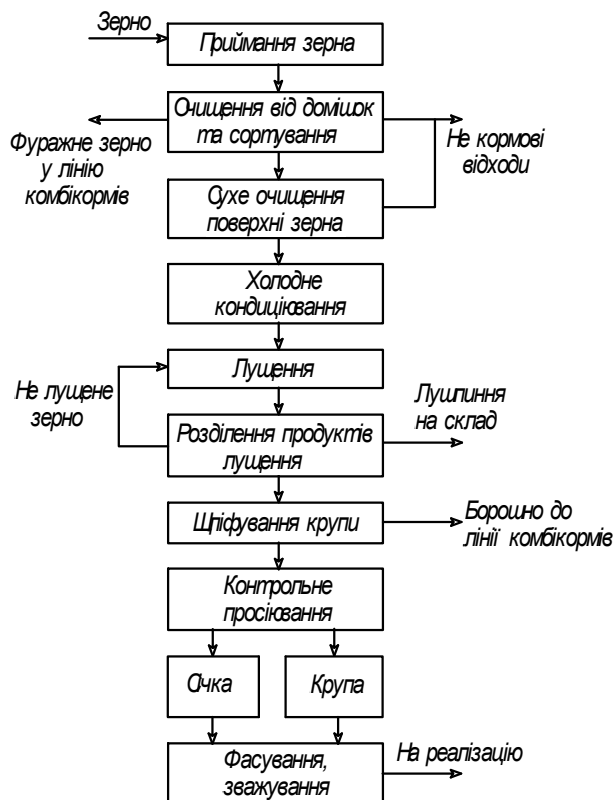 Зерно
Приймання зерна
Очищення від домішок
та сортування
Фуражне зерно
у лінію
комбікормів
Не кормові
відходи
Сухе очищення
поверхні зерна
Холодне
кондиціювання
Лущення
Не лущене
зерно
Лушпиння
на склад
Розділення продуктів
лущення
Шліфування крупи
Борошно до
лінії комбікормів
Контрольне
просіювання
Січка
Крупа
Фасування,
зважування
На реалізацію